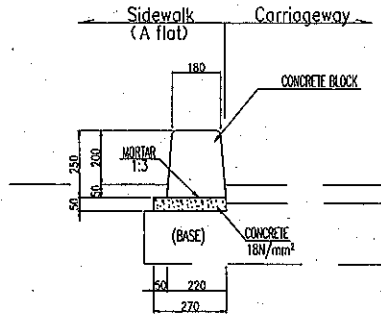 Sidewalk
(A flat)
Carriageway
180
CONCRETE BLOCK
250
200
50
50
MORTAR
1:3
(BASE)
CONCRETE
18N/mm²
50
220
270